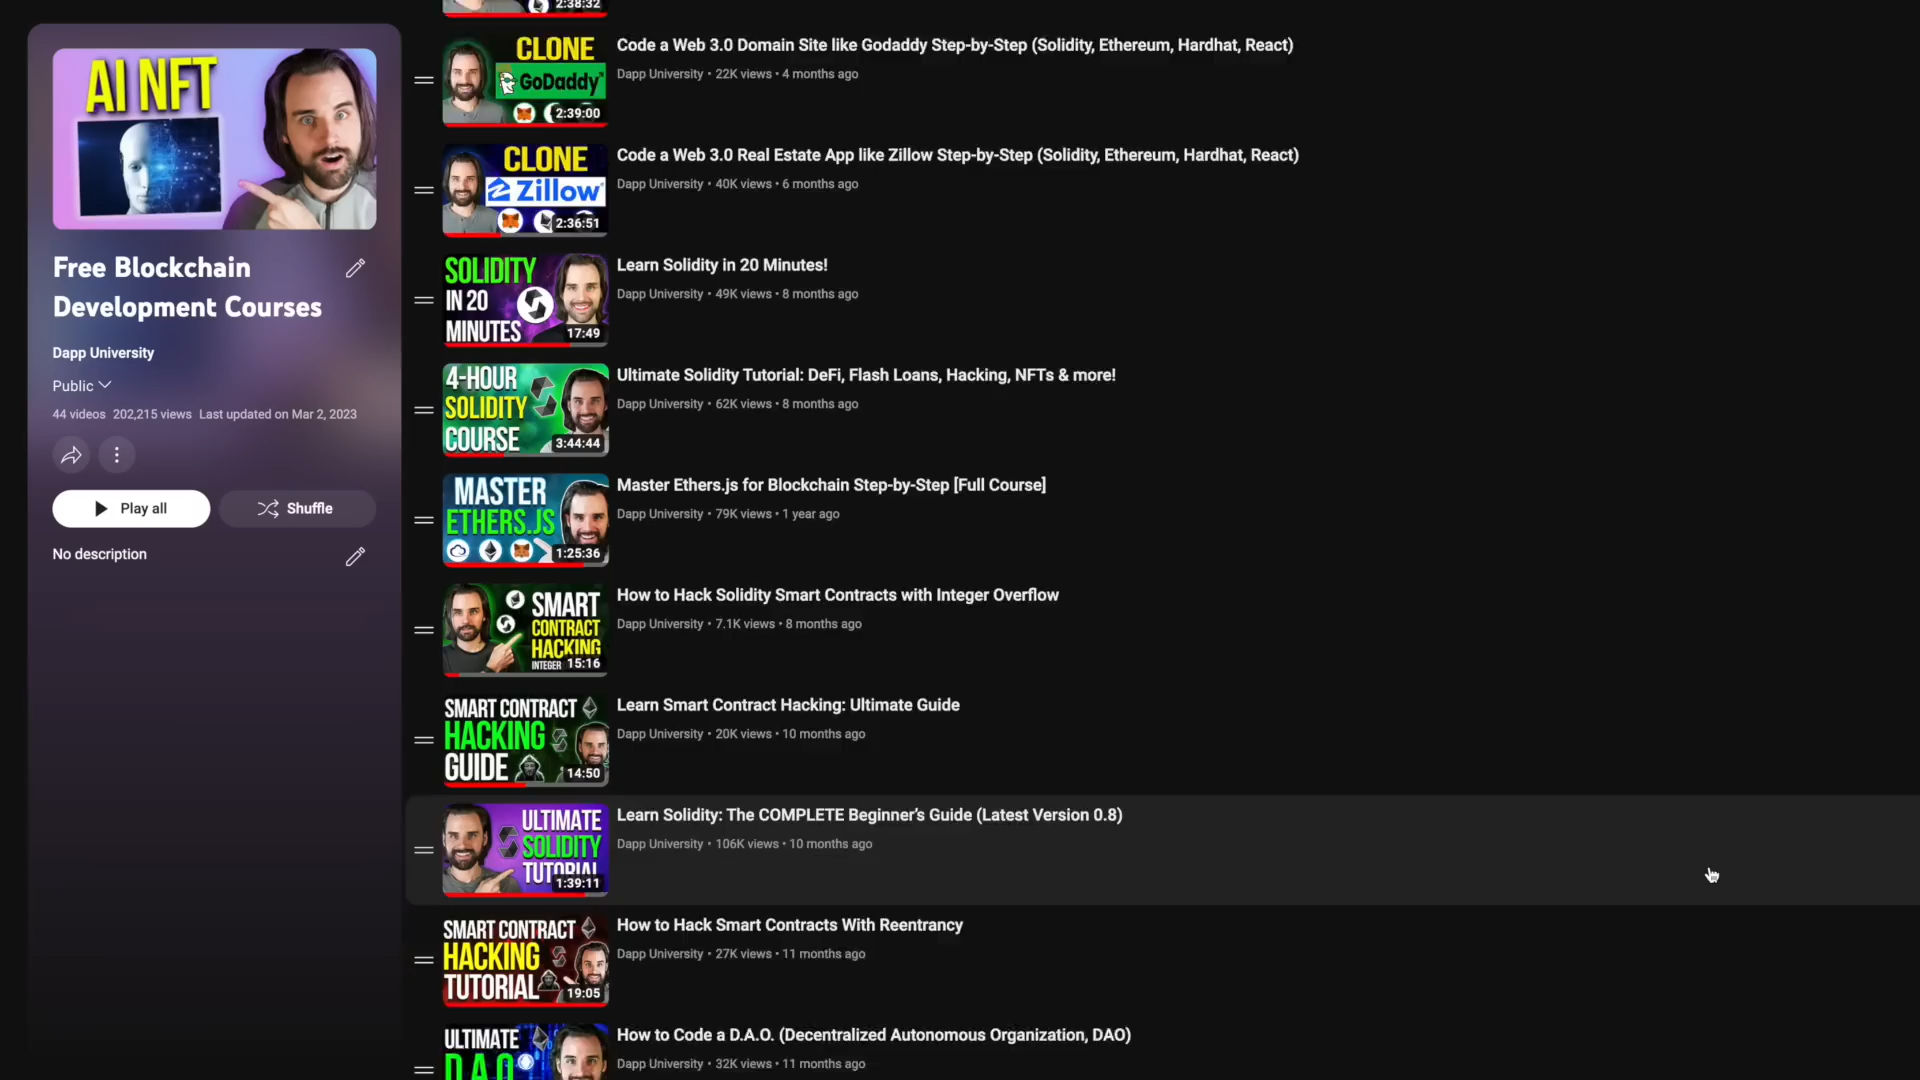 AI NFT
Free Blockchain
Development Courses
Dapp University
Public
44 videos 202,215 views Last updated on Mar 2, 2023
Play all
Shuffle
No description
2:38:32
CLONE
GoDaddy
2:39:00
Code a Web 3.0 Domain Site like Godaddy Step-by-Step (Solidity, Ethereum, Hardhat, React)
Dapp University • 22K views • 4 months ago
CLONE
Zillow
2:36:51
Code a Web 3.0 Real Estate App like Zillow Step-by-Step (Solidity, Ethereum, Hardhat, React)
Dapp University • 40K views • 6 months ago
SOLIDITY
IN 20
MINUTES
17:49
Learn Solidity in 20 Minutes!
Dapp University • 49K views • 8 months ago
4-HOUR
SOLIDITY
COURSE
3:44:44
Ultimate Solidity Tutorial: DeFi, Flash Loans, Hacking, NFTs & more!
Dapp University • 62K views • 8 months ago
MASTER
ETHERS.JS
1:25:36
Master Ethers.js for Blockchain Step-by-Step [Full Course]
Dapp University • 79K views • 1 year ago
SMART
CONTRACT
HACKING
INTEGER
15:16
How to Hack Solidity Smart Contracts with Integer Overflow
Dapp University • 7.1K views • 8 months ago
SMART CONTRACT
HACKING
GUIDE
14:50
Learn Smart Contract Hacking: Ultimate Guide
Dapp University • 20K views • 10 months ago
ULTIMATE
SOLIDITY
TUTORIAL
1:39:11
Learn Solidity: The COMPLETE Beginner’s Guide (Latest Version 0.8)
Dapp University • 106K views • 10 months ago
SMART CONTRACT
HACKING
TUTORIAL
19:05
How to Hack Smart Contracts With Reentrancy
Dapp University • 27K views • 11 months ago
ULTIMATE
D.A.O
How to Code a D.A.O. (Decentralized Autonomous Organization, DAO)
Dapp University • 32K views • 11 months ago